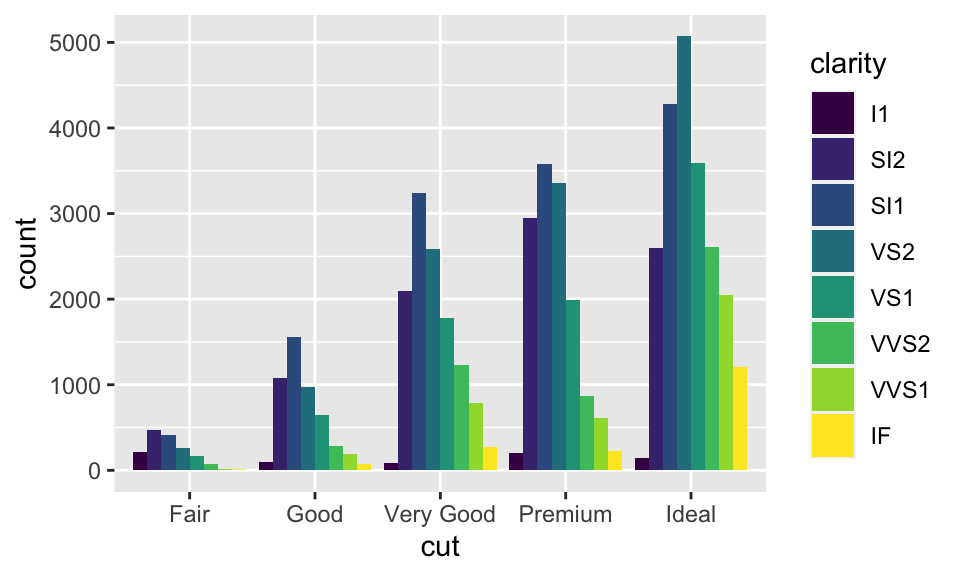 5000
4000
3000
2000
1000
0
count
Fair Good Very Good Premium Ideal
cut
clarity
I1
SI2
SI1
VS2
VS1
VVS2
VVS1
IF